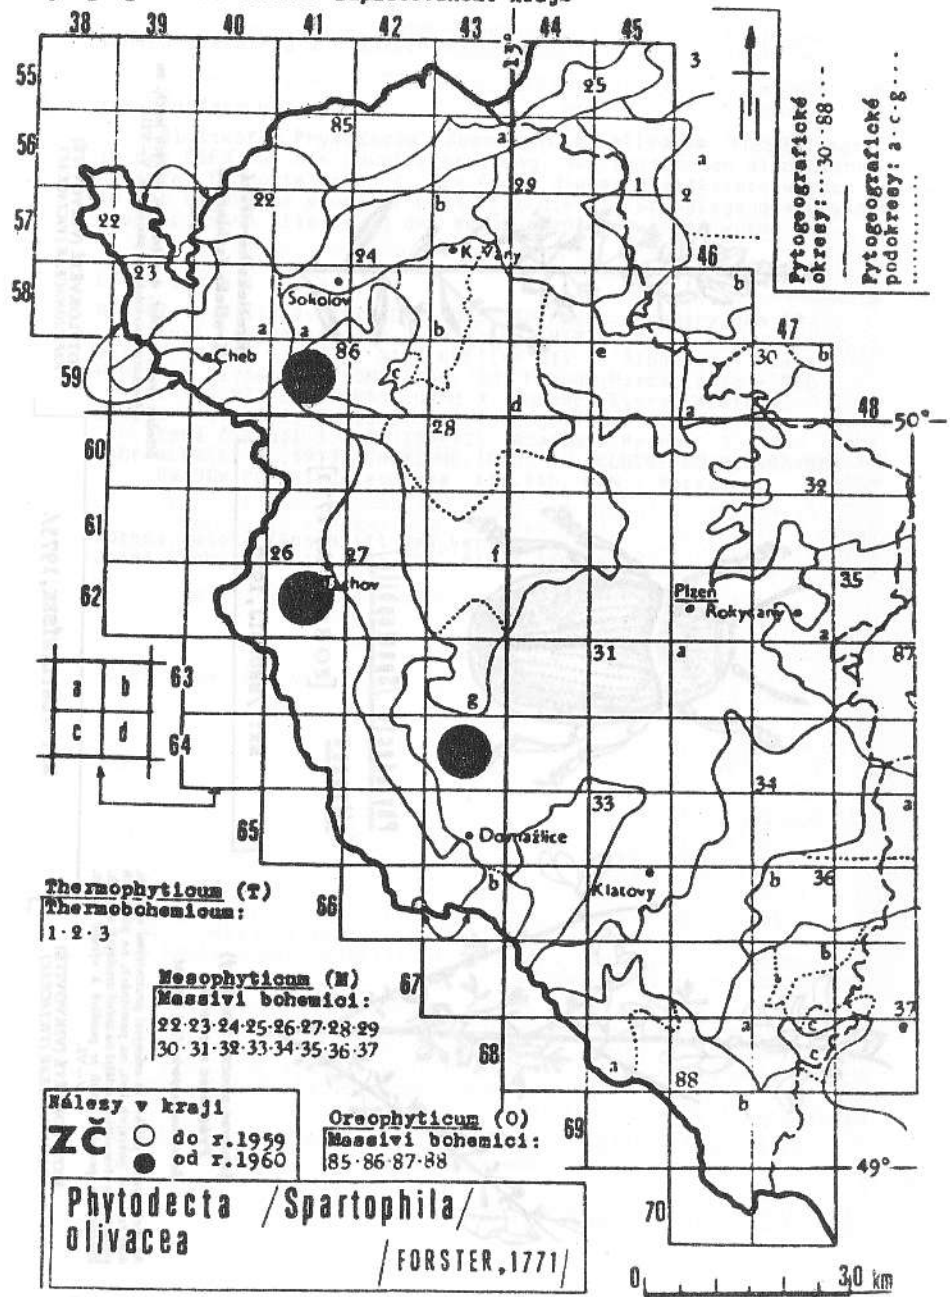 38 39 40 41 42 43 44 45
13°
55
56
57
58
59
60
61
62
63
64
65
66
67
68
69
70
46
47
48
50°
49°
25
3
85
a
a
22
22
b
29
1
2
23
24
K. Vary
Sokolov
b
a
a
86
b
Cheb
c
e
30
b
d
28
a
32
26
27
f
35
Tachov
Plzeň
Rokycany
31
a
a
87
g
a b
c d
33
34
a
Domažlice
b
Klatovy
b
36
b
a
c
37
c
a
88
b
Pytogeografické
okresy: 30··88···
Pytogeografické
podokresy: a·c·g···
Thermophyticum (T)
Thermobohemicum:
1·2·3
Mesophyticum (M)
Massivi bohemici:
22·23·24·25·26·27·28·29
30·31·32·33·34·35·36·37
Oreophyticum (O)
Massivi bohemici:
85·86·87·88
Nálezy v kraji
ZČ
do r.1959
od r.1960
Phytodecta /Spartophila/
olivacea
/FORSTER,1771/
0 30 km